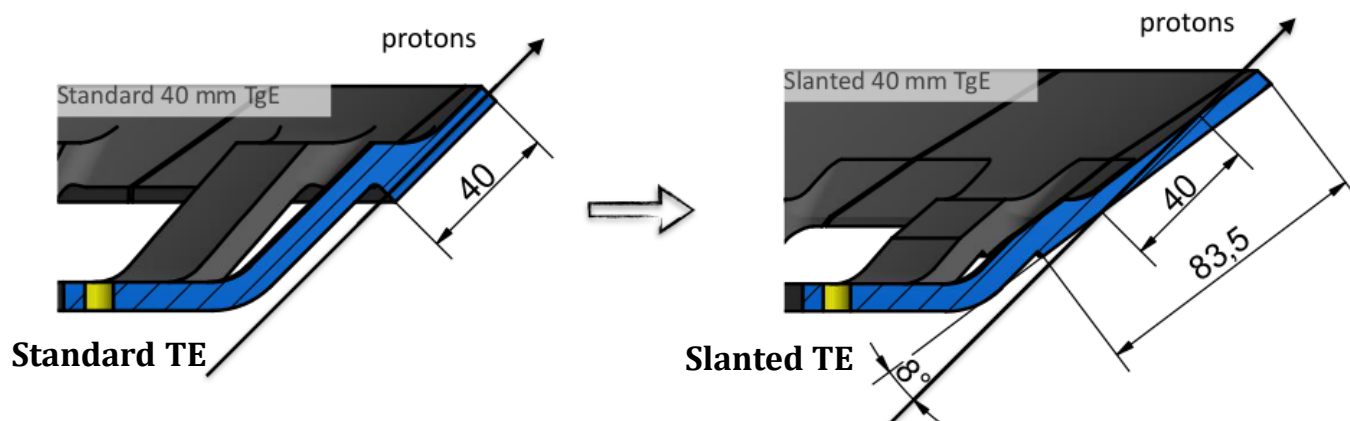 protons
Standard 40 mm TgE
40
Standard TE
protons
Slanted 40 mm TgE
40
83,5
8°
Slanted TE